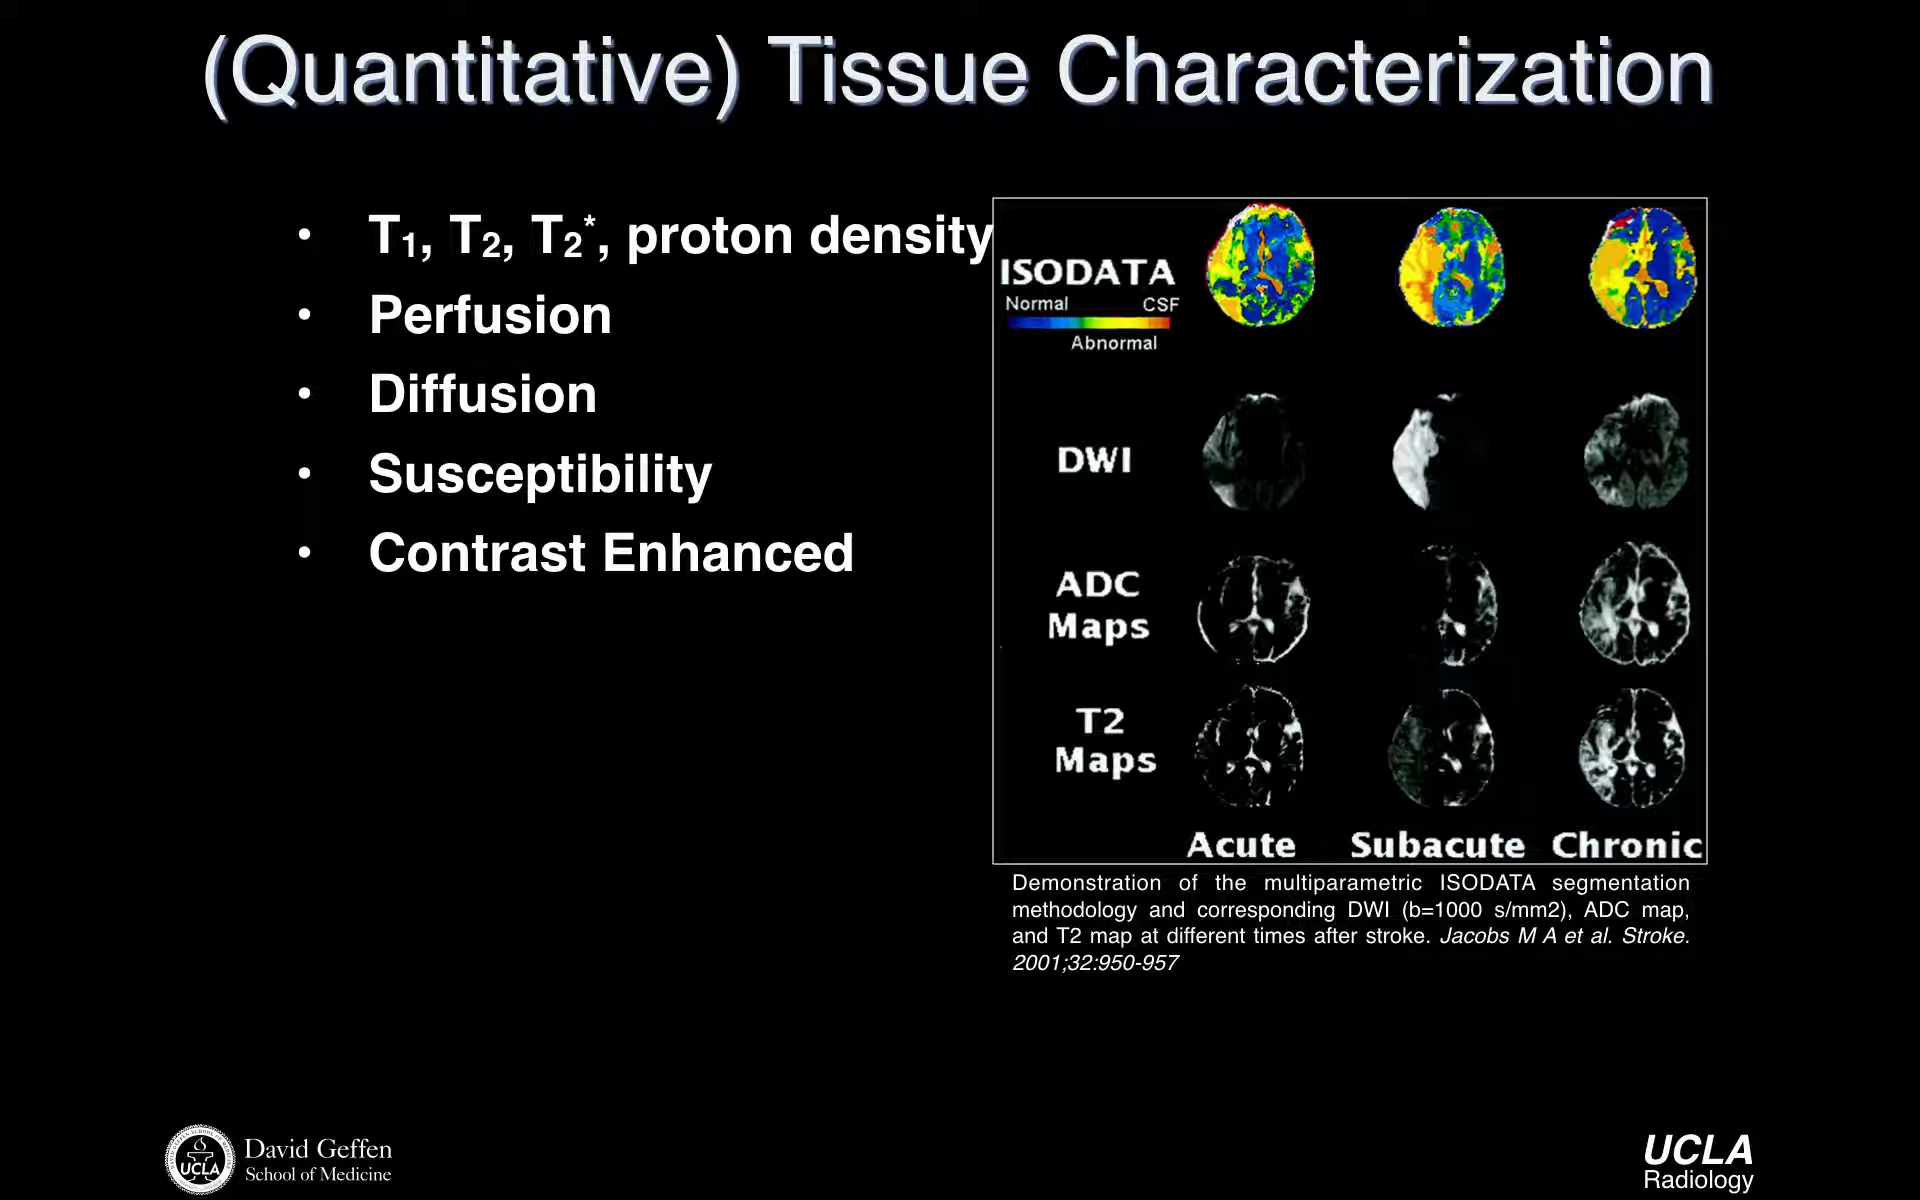 (Quantitative) Tissue Characterization
• T1, T2, T2*, proton density
• Perfusion
• Diffusion
• Susceptibility
• Contrast Enhanced
ISODATA
Normal CSF
Abnormal
DWI
ADC
Maps
T2
Maps
Acute Subacute Chronic
Demonstration of the multiparametric ISODATA segmentation
methodology and corresponding DWI (b=1000 s/mm2), ADC map,
and T2 map at different times after stroke. Jacobs M A et al. Stroke.
2001;32:950-957
UCLA
David Geffen
School of Medicine
UCLA
Radiology